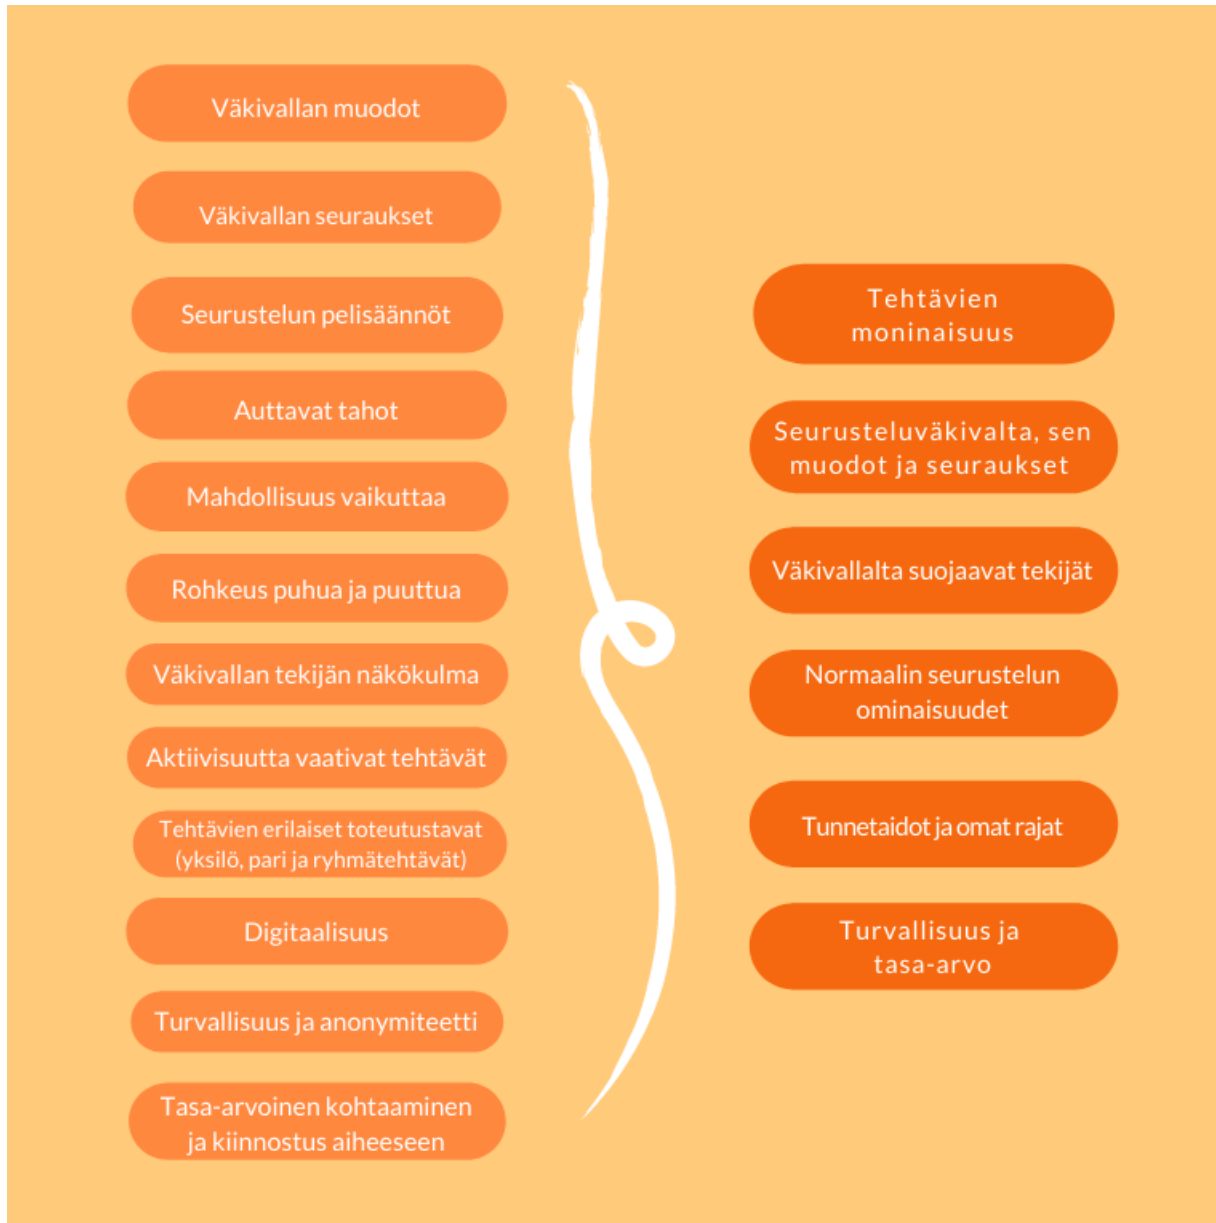 Väkivallan muodot
Väkivallan seuraukset
Seurustelun pelisäännöt
Auttavat tahot
Mahdollisuus vaikuttaa
Rohkeus puhua ja puuttua
Väkivallan tekijän näkökulma
Aktiivisuutta vaativat tehtävät
Tehtävien erilaiset toteutustavat
(yksilö, pari ja ryhmätehtävät)
Digitaalisuus
Turvallisuus ja anonymiteetti
Tasa-arvoinen kohtaaminen
ja kiinnostus aiheeseen
Tehtävien
moninaisuus
Seurusteluväkivalta, sen
muodot ja seuraukset
Väkivallalta suojaavat tekijät
Normaalin seurustelun
ominaisuudet
Tunnetaidot ja omat rajat
Turvallisuus ja
tasa-arvo